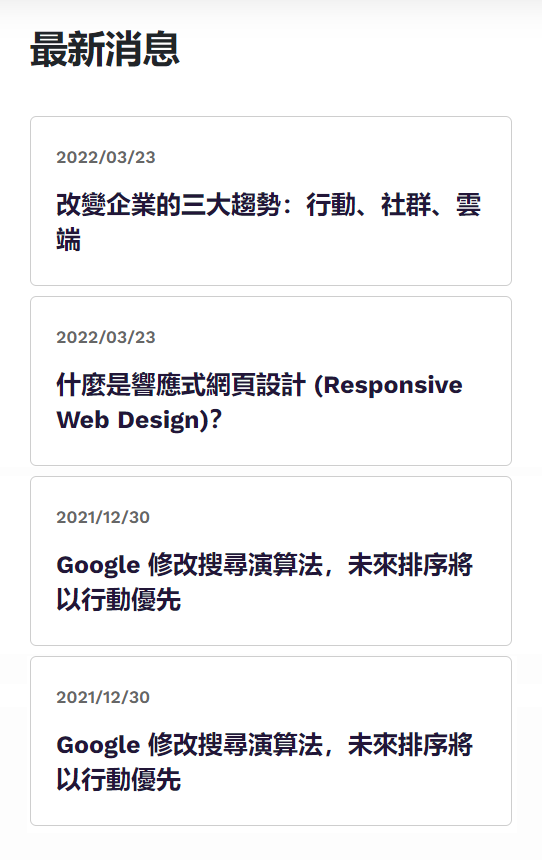 最新消息
2022/03/23
改變企業的三大趨勢：行動、社群、雲
端
2022/03/23
什麼是響應式網頁設計 (Responsive
Web Design)？
2021/12/30
Google 修改搜尋演算法，未來排序將
以行動優先
2021/12/30
Google 修改搜尋演算法，未來排序將
以行動優先